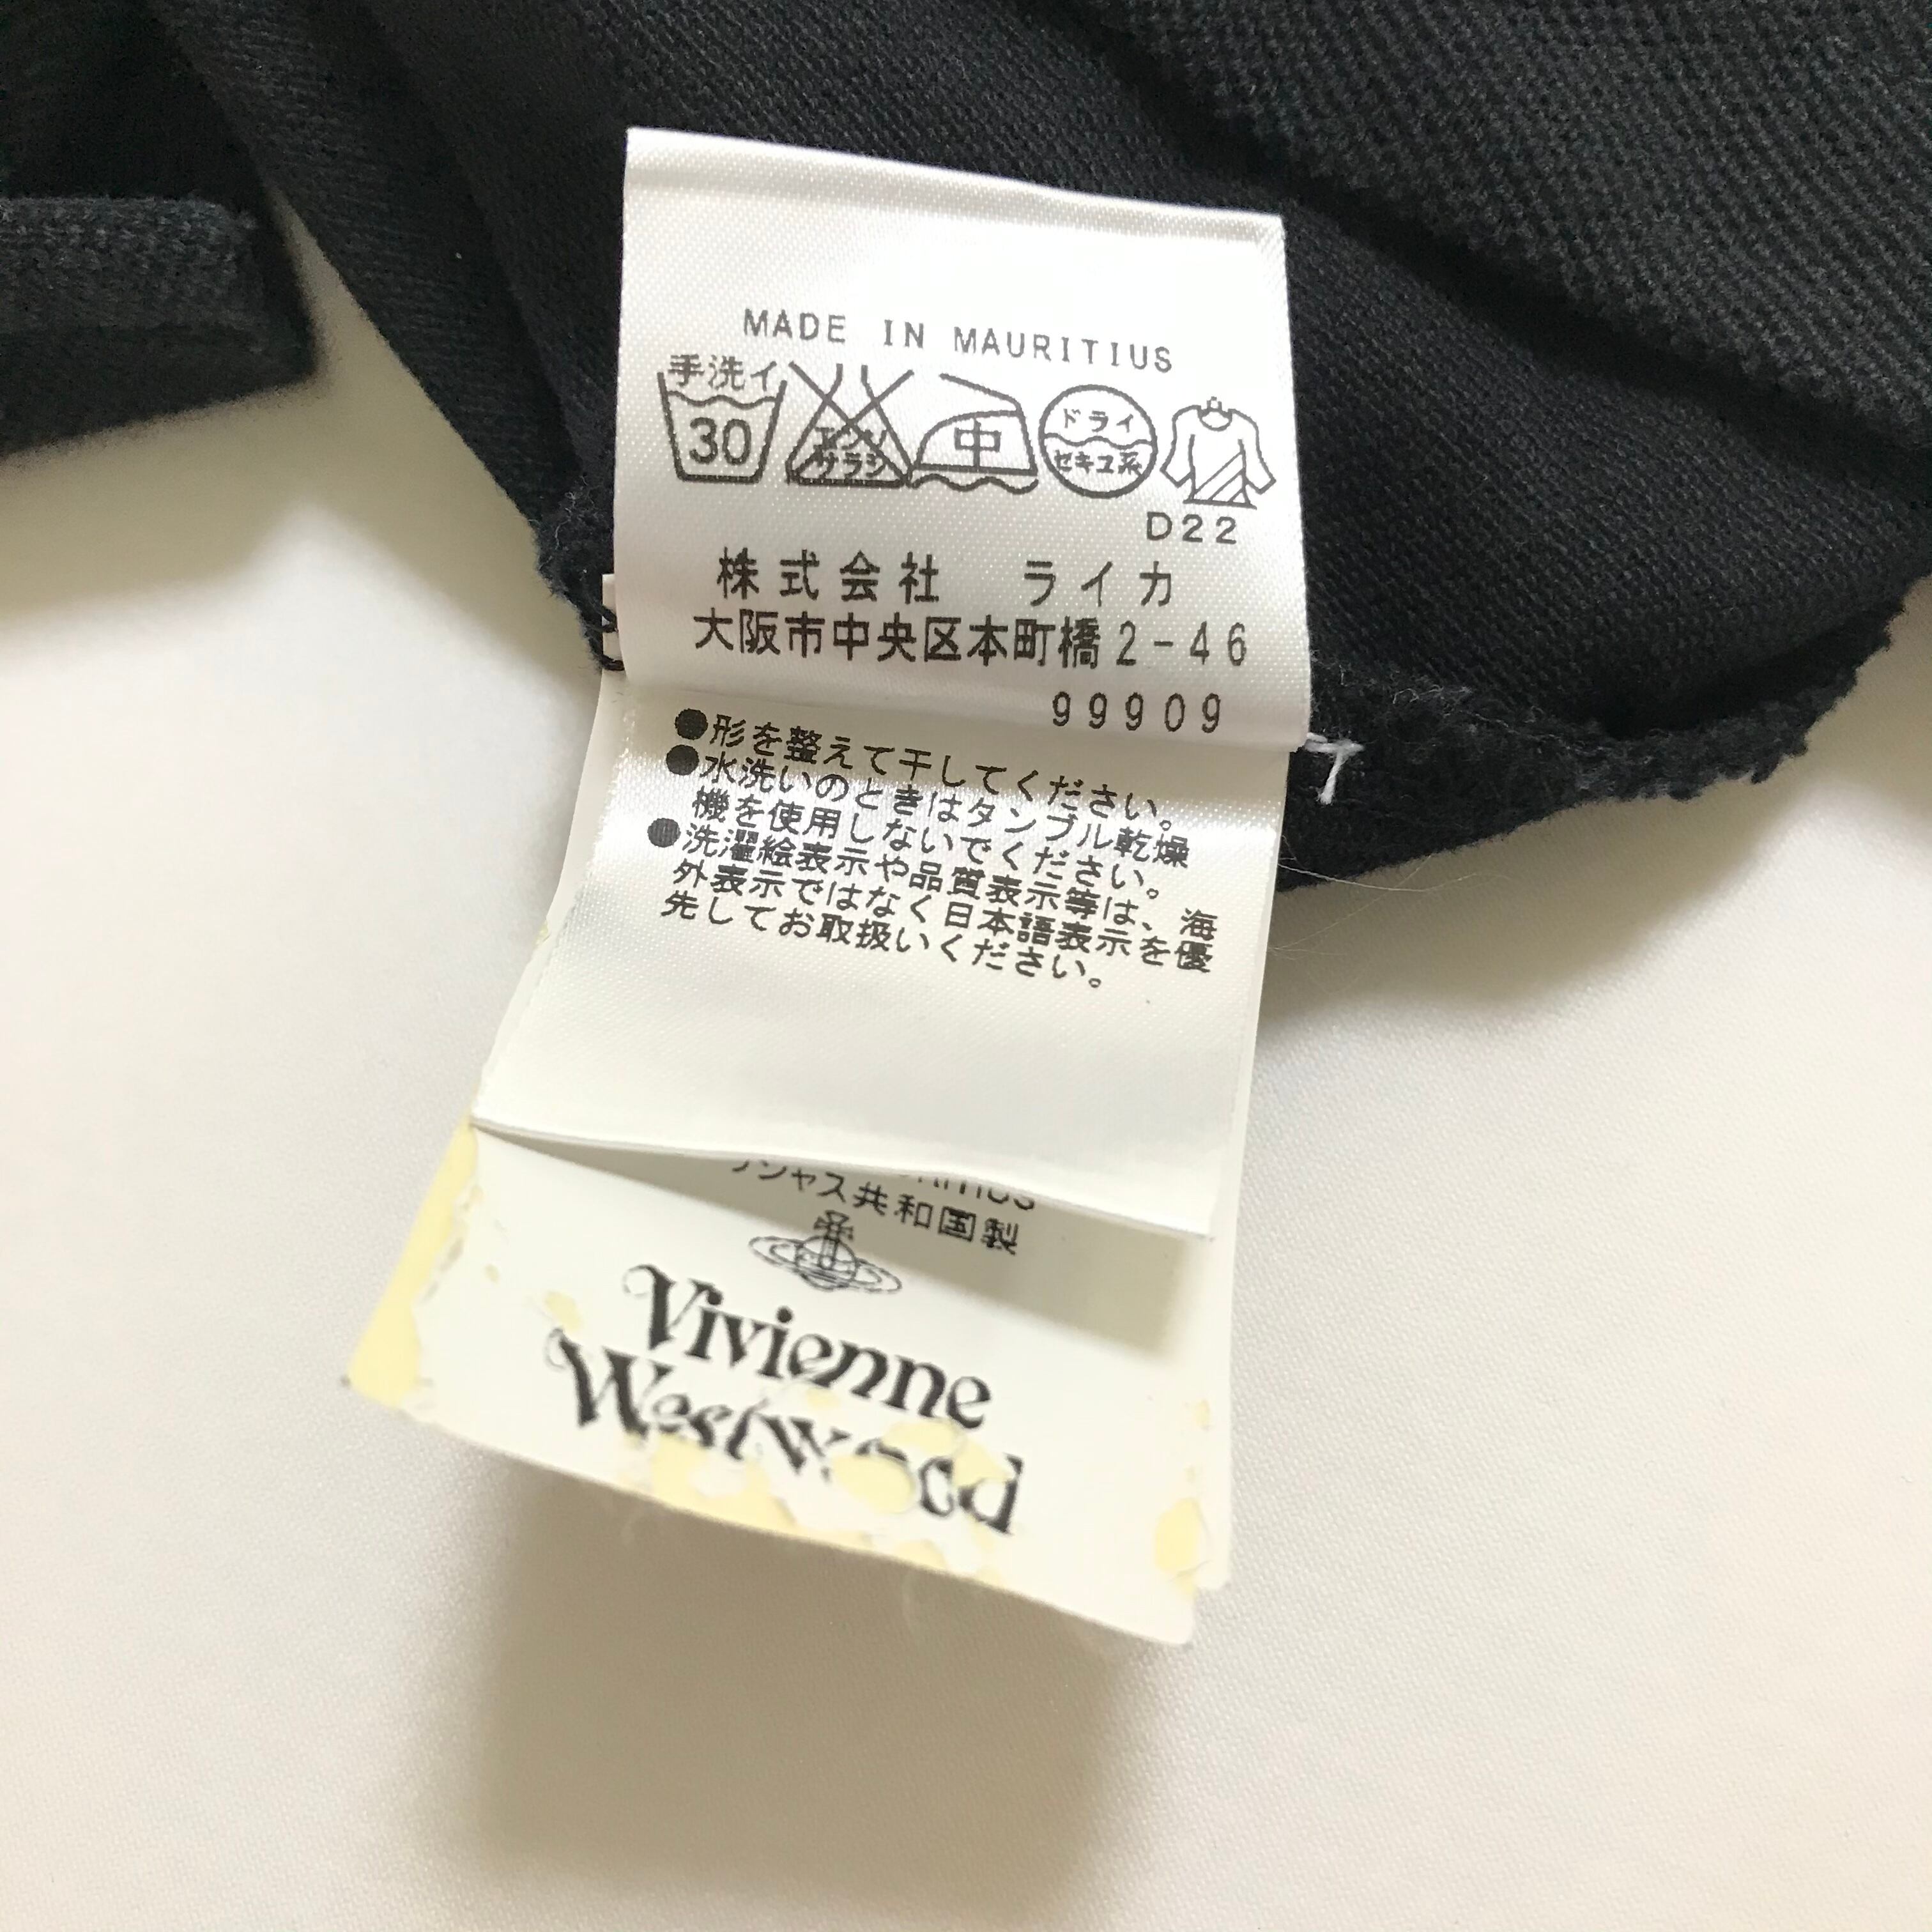 MADE IN MAURITIUS
手洗イ
30
エンソ
サラシ
中
ドライ
セキユ系
D22
株式会社 ライカ
大阪市中央区本町橋2-46
99909
●形を整えて干してください。
●水洗いのときはタンブル乾燥
機を使用しないでください。
●洗濯絵表示や品質表示等は、海
外表示ではなく日本語表示を優
先してお取扱いください。
リシャス共和国製
Vivienne
Westwood